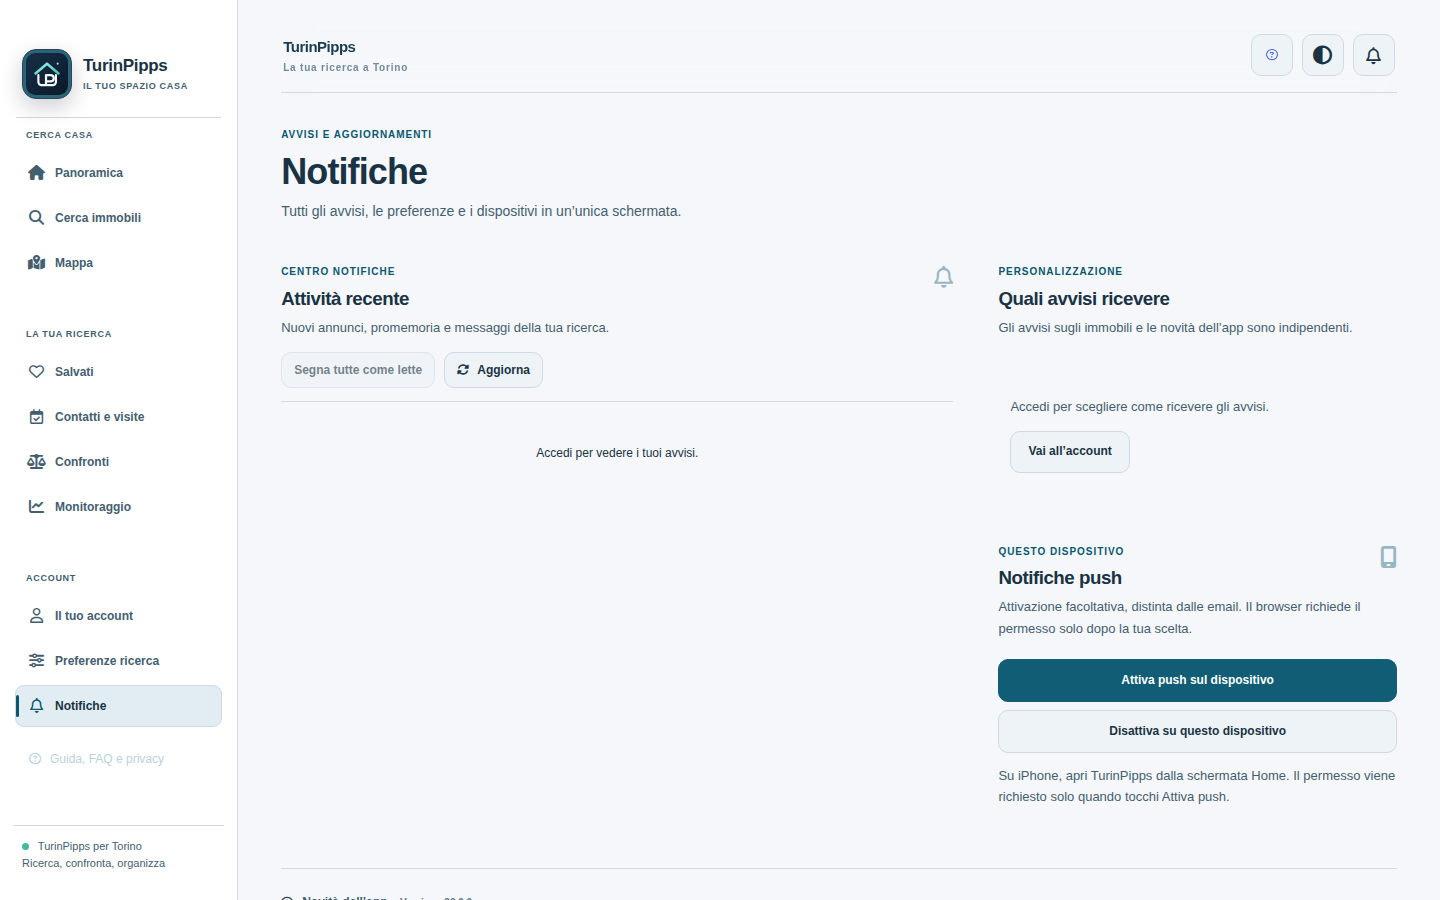 TurinPipps
IL TUO SPAZIO CASA
CERCA CASA
Panoramica
Cerca immobili
Mappa
LA TUA RICERCA
Salvati
Contatti e visite
Confronti
Monitoraggio
ACCOUNT
Il tuo account
Preferenze ricerca
Notifiche
Guida, FAQ e privacy
TurinPipps per Torino
Ricerca, confronta, organizza
TurinPipps
La tua ricerca a Torino
AVVISI E AGGIORNAMENTI
Notifiche
Tutti gli avvisi, le preferenze e i dispositivi in un’unica schermata.
CENTRO NOTIFICHE
Attività recente
Nuovi annunci, promemoria e messaggi della tua ricerca.
Segna tutte come lette
Aggiorna
Accedi per vedere i tuoi avvisi.
PERSONALIZZAZIONE
Quali avvisi ricevere
Gli avvisi sugli immobili e le novità dell’app sono indipendenti.
Accedi per scegliere come ricevere gli avvisi.
Vai all’account
QUESTO DISPOSITIVO
Notifiche push
Attivazione facoltativa, distinta dalle email. Il browser richiede il
permesso solo dopo la tua scelta.
Attiva push sul dispositivo
Disattiva su questo dispositivo
Su iPhone, apri TurinPipps dalla schermata Home. Il permesso viene
richiesto solo quando tocchi Attiva push.
Novità dell’app